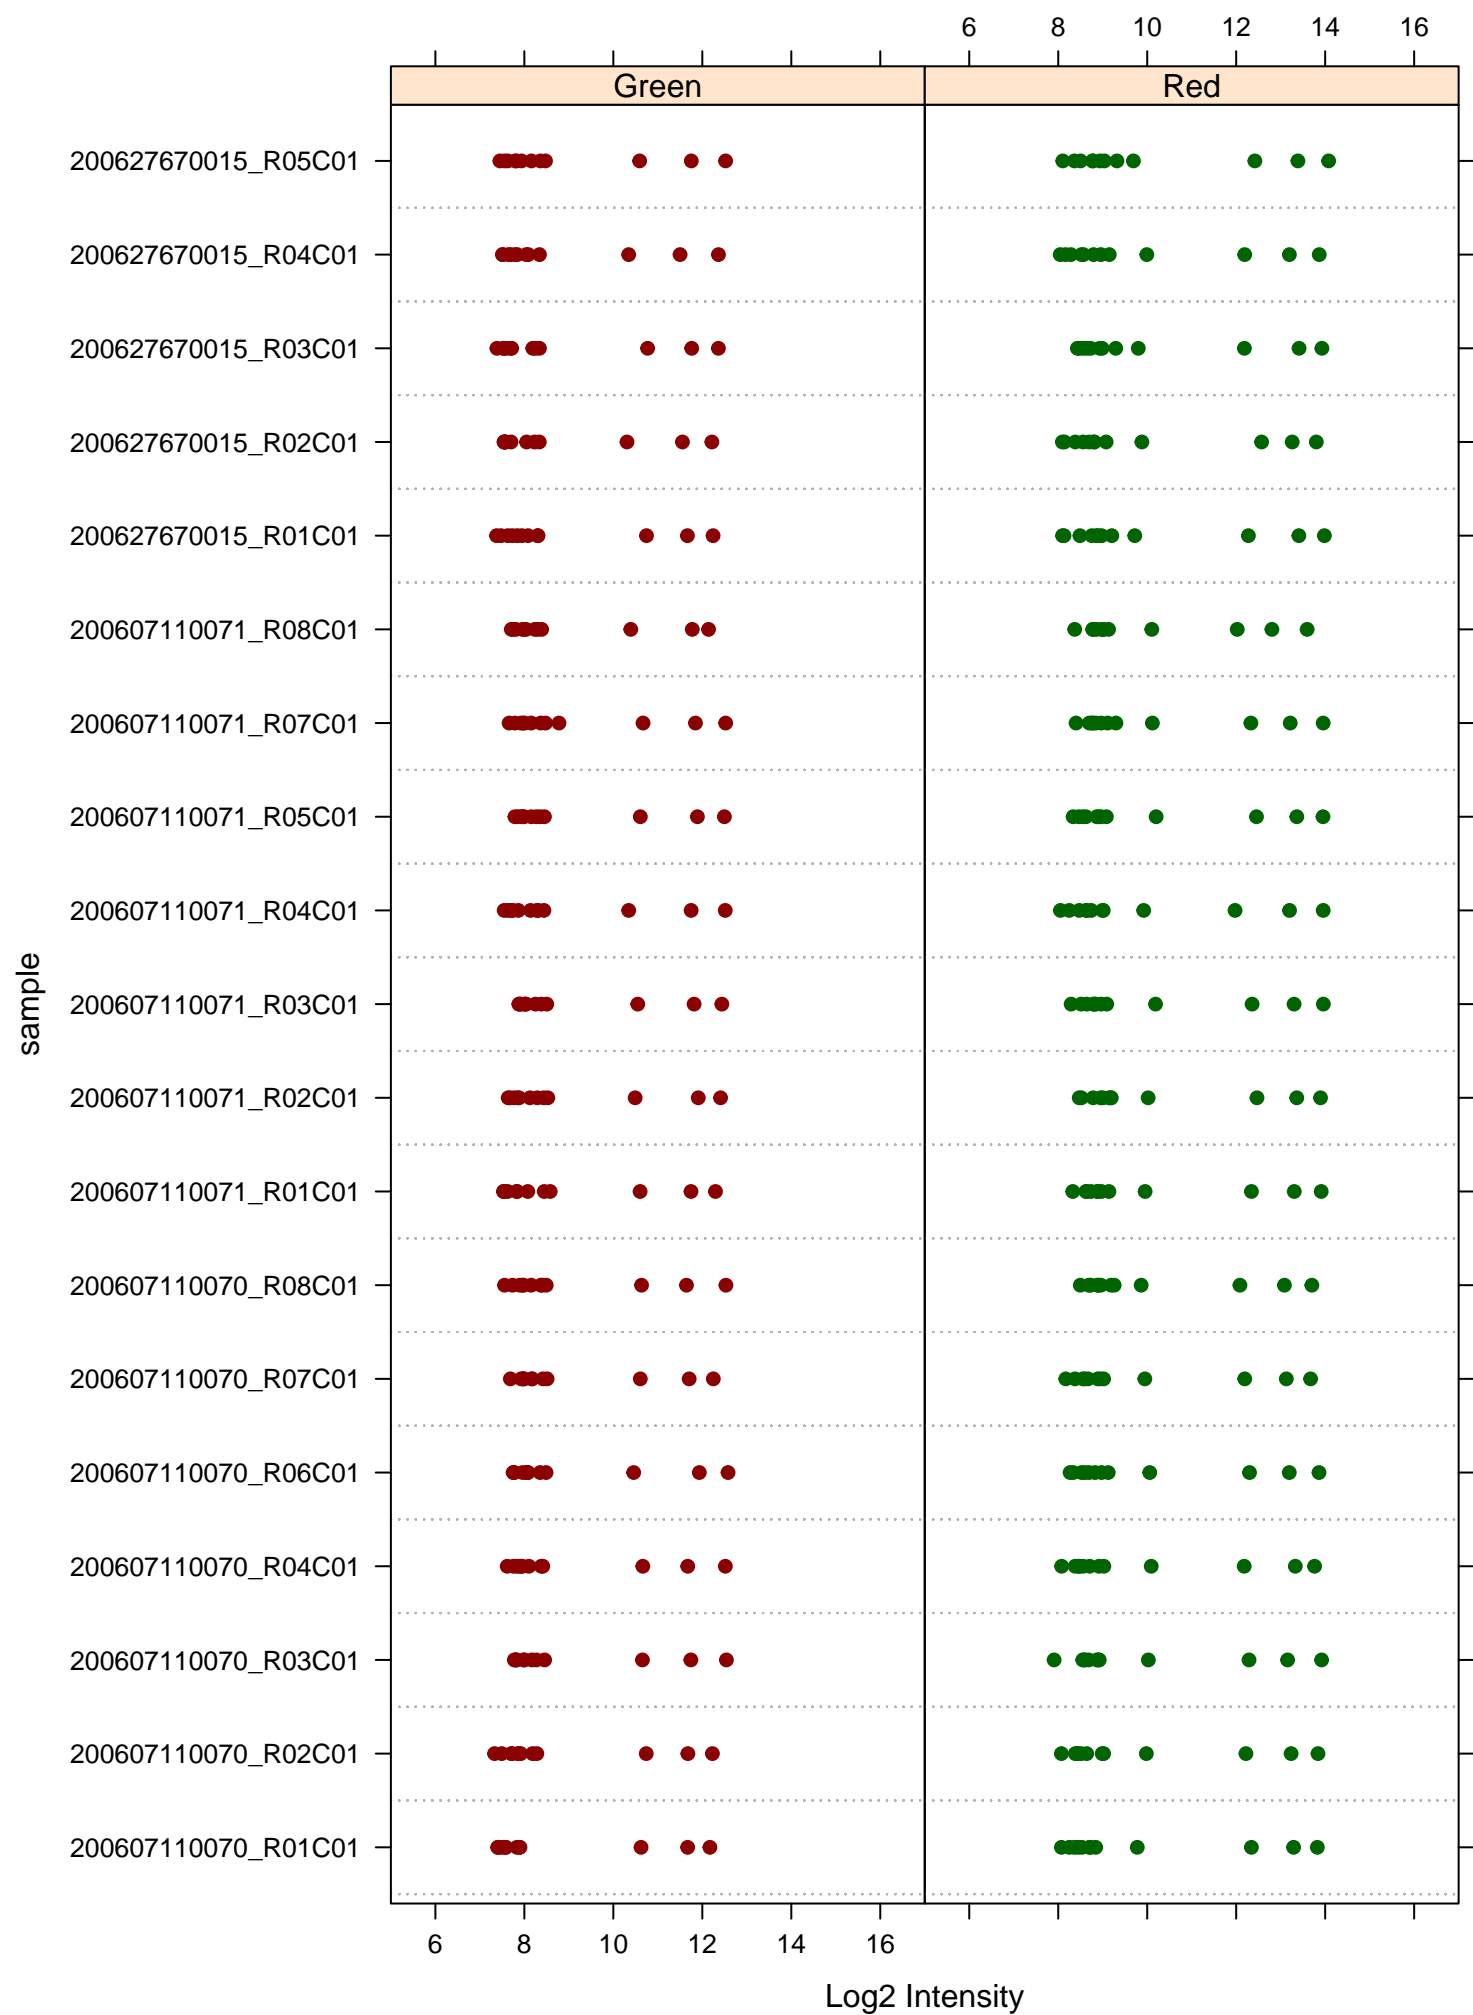 6 8 10 12 14 16
Green Red
200627670015_R05C01
200627670015_R04C01
200627670015_R03C01
200627670015_R02C01
200627670015_R01C01
200607110071_R08C01
200607110071_R07C01
200607110071_R05C01
200607110071_R04C01
200607110071_R03C01
200607110071_R02C01
200607110071_R01C01
200607110070_R08C01
200607110070_R07C01
200607110070_R06C01
200607110070_R04C01
200607110070_R03C01
200607110070_R02C01
200607110070_R01C01
sample
6 8 10 12 14 16
Log2 Intensity